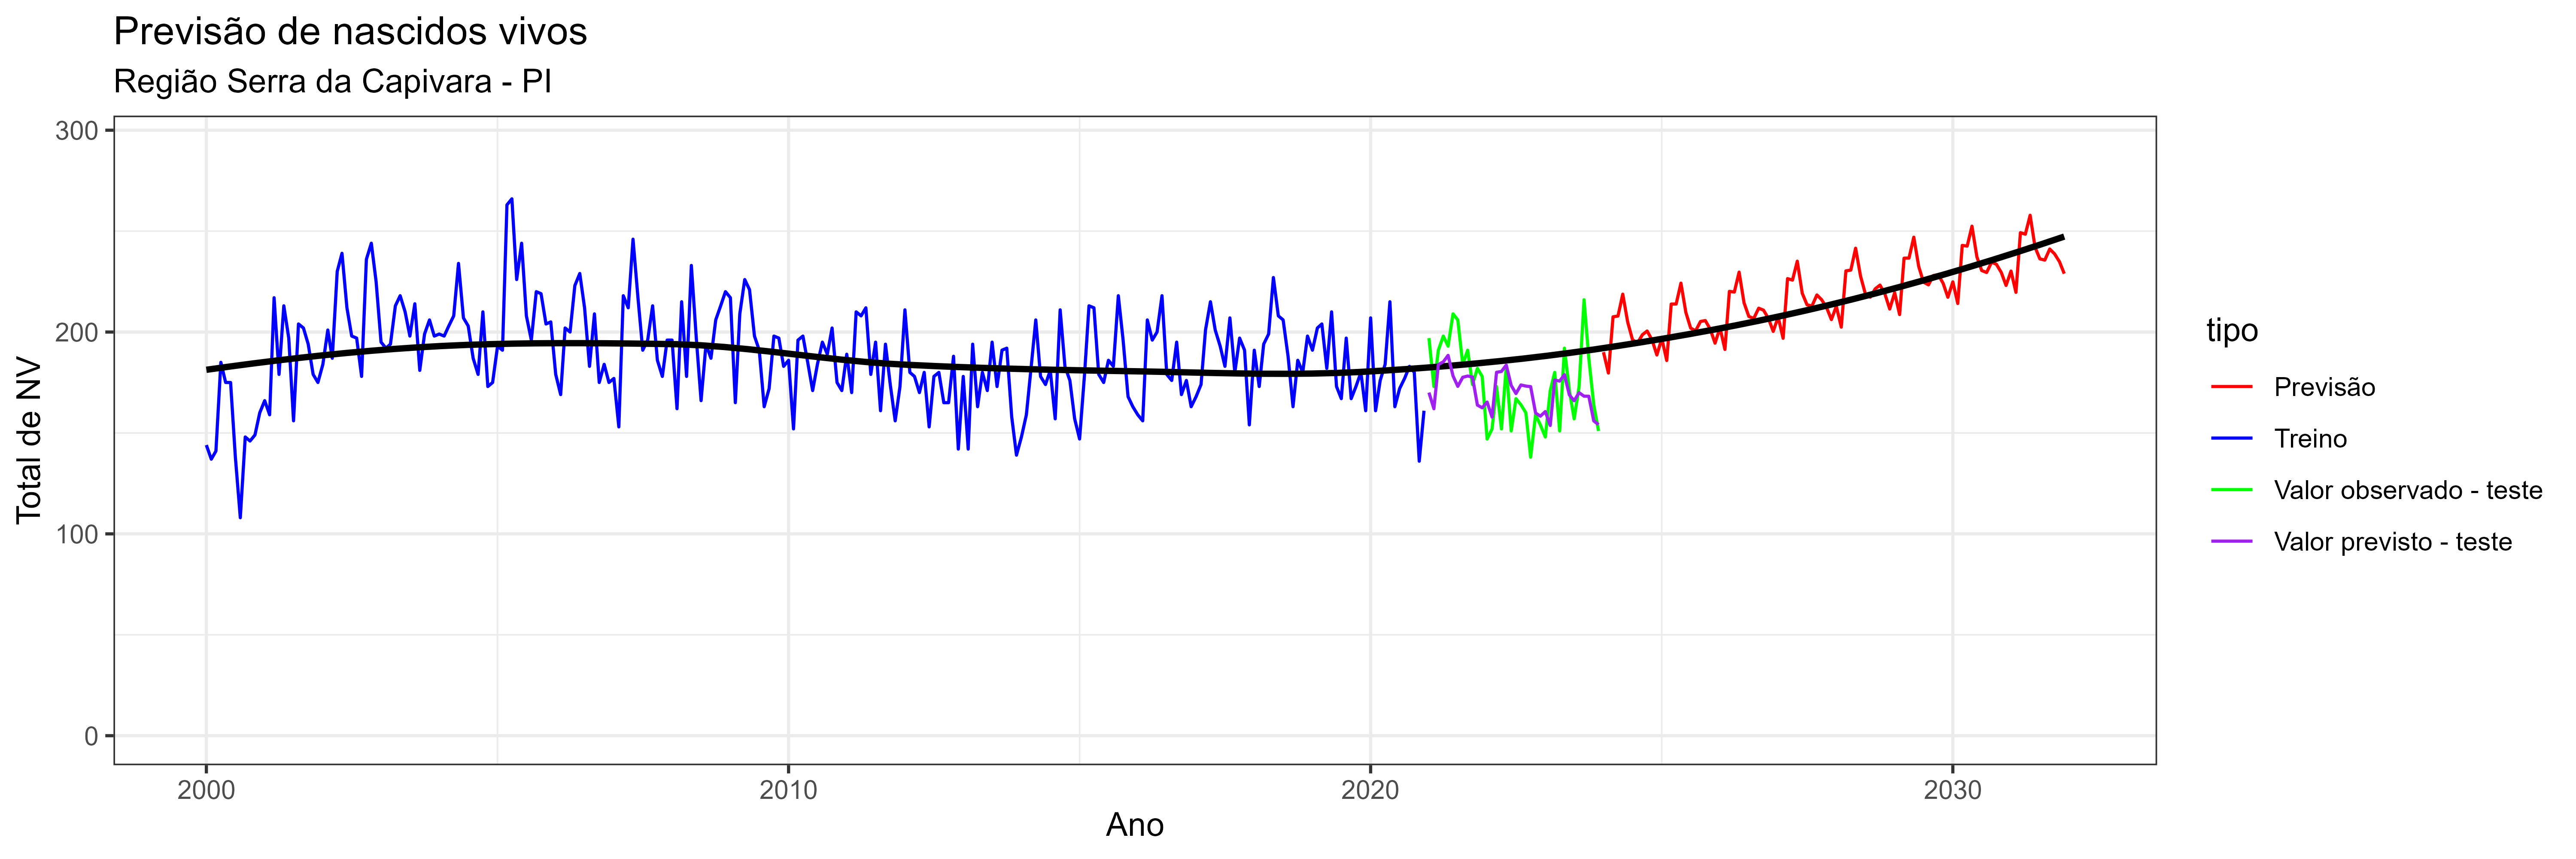 Previsão de nascidos vivos
Região Serra da Capivara - PI
300
200
100
0
Total de NV
2000
2010
2020
2030
Ano
tipo
Previsão
Treino
Valor observado - teste
Valor previsto - teste